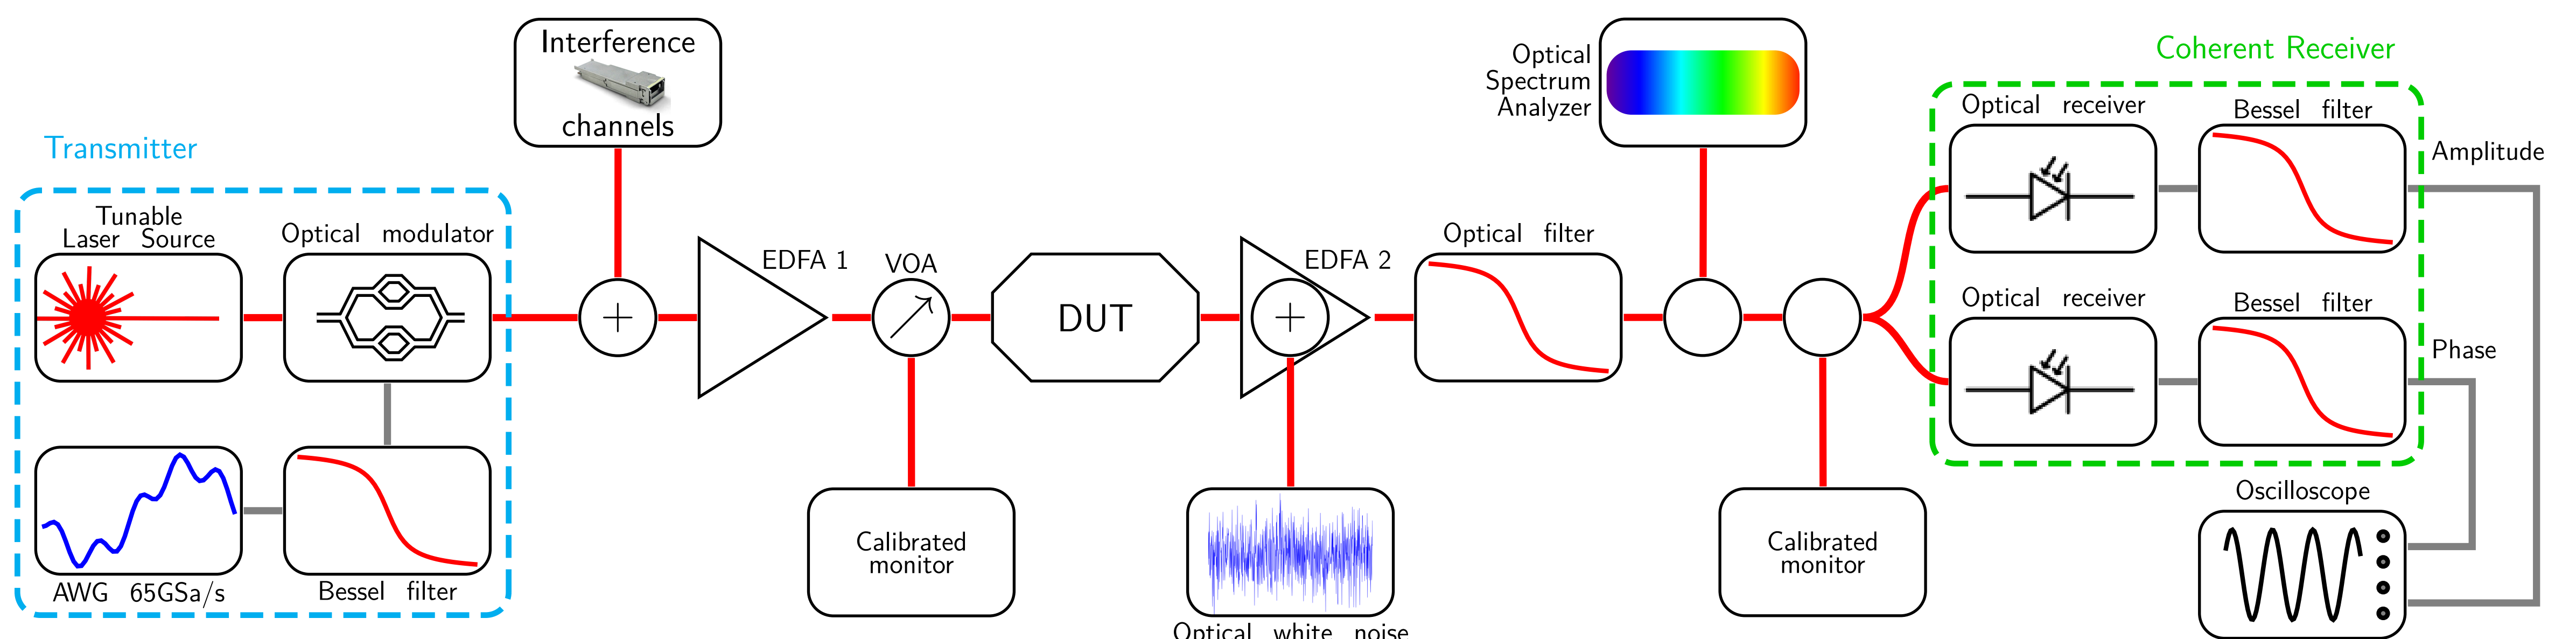 Transmitter
Tunable
Laser Source
Optical modulator
AWG 65GSa/s
Bessel filter
Interference
channels
+
EDFA 1
VOA
Calibrated
monitor
DUT
EDFA 2
+
Optical white noise
Optical filter
Optical
Spectrum
Analyzer
Calibrated
monitor
Coherent Receiver
Optical receiver
Bessel filter
Amplitude
Optical receiver
Bessel filter
Phase
Oscilloscope